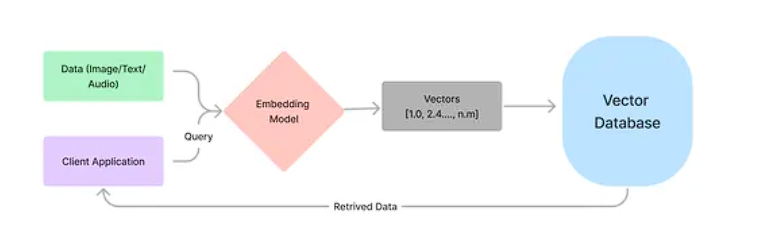 Data (Image/Text/
Audio)
Client Application
Query
Embedding
Model
Vectors
[1.0, 2.4...., n.m]
Vector
Database
Retrived Data